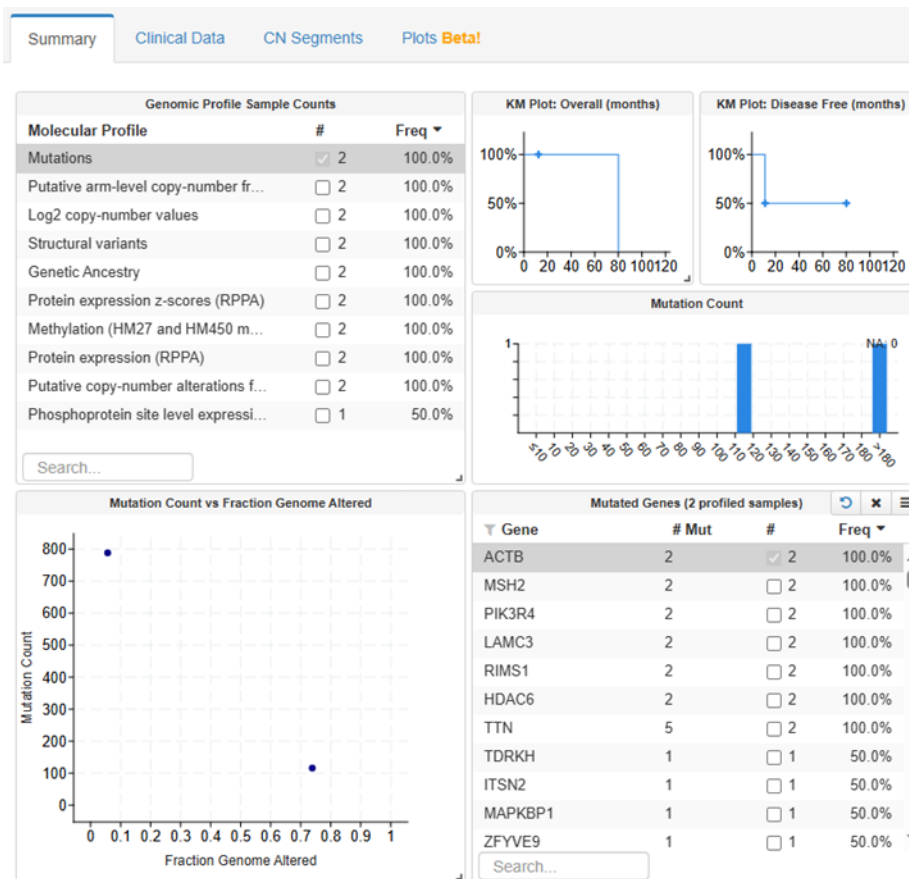 Summary Clinical Data CN Segments Plots Beta!
Genomic Profile Sample Counts
Molecular Profile # Freq
Mutations 2 100.0%
Putative arm-level copy-number fr... 2 100.0%
Log2 copy-number values 2 100.0%
Structural variants 2 100.0%
Genetic Ancestry 2 100.0%
Protein expression z-scores (RPPA) 2 100.0%
Methylation (HM27 and HM450 m... 2 100.0%
Protein expression (RPPA) 2 100.0%
Putative copy-number alterations f... 2 100.0%
Phosphoprotein site level expressi... 1 50.0%
Search...
KM Plot: Overall (months)
100%
50%
0%
0 20 40 60 80 100 120
KM Plot: Disease Free (months)
100%
50%
0%
0 20 40 60 80 100 120
Mutation Count
1
NA: 0
≤10 10 20 30 40 50 60 70 80 90 100 110 120 130 140 150 160 170 180 >180
Mutation Count vs Fraction Genome Altered
Mutation Count
800
700
600
500
400
300
200
100
0
0 0.1 0.2 0.3 0.4 0.5 0.6 0.7 0.8 0.9 1
Fraction Genome Altered
Mutated Genes (2 profiled samples)
Gene # Mut # Freq
ACTB 2 2 100.0%
MSH2 2 2 100.0%
PIK3R4 2 2 100.0%
LAMC3 2 2 100.0%
RIMS1 2 2 100.0%
HDAC6 2 2 100.0%
TTN 5 2 100.0%
TDRKH 1 1 50.0%
ITSN2 1 1 50.0%
MAPKBP1 1 1 50.0%
ZFYVE9 1 1 50.0%
Search...